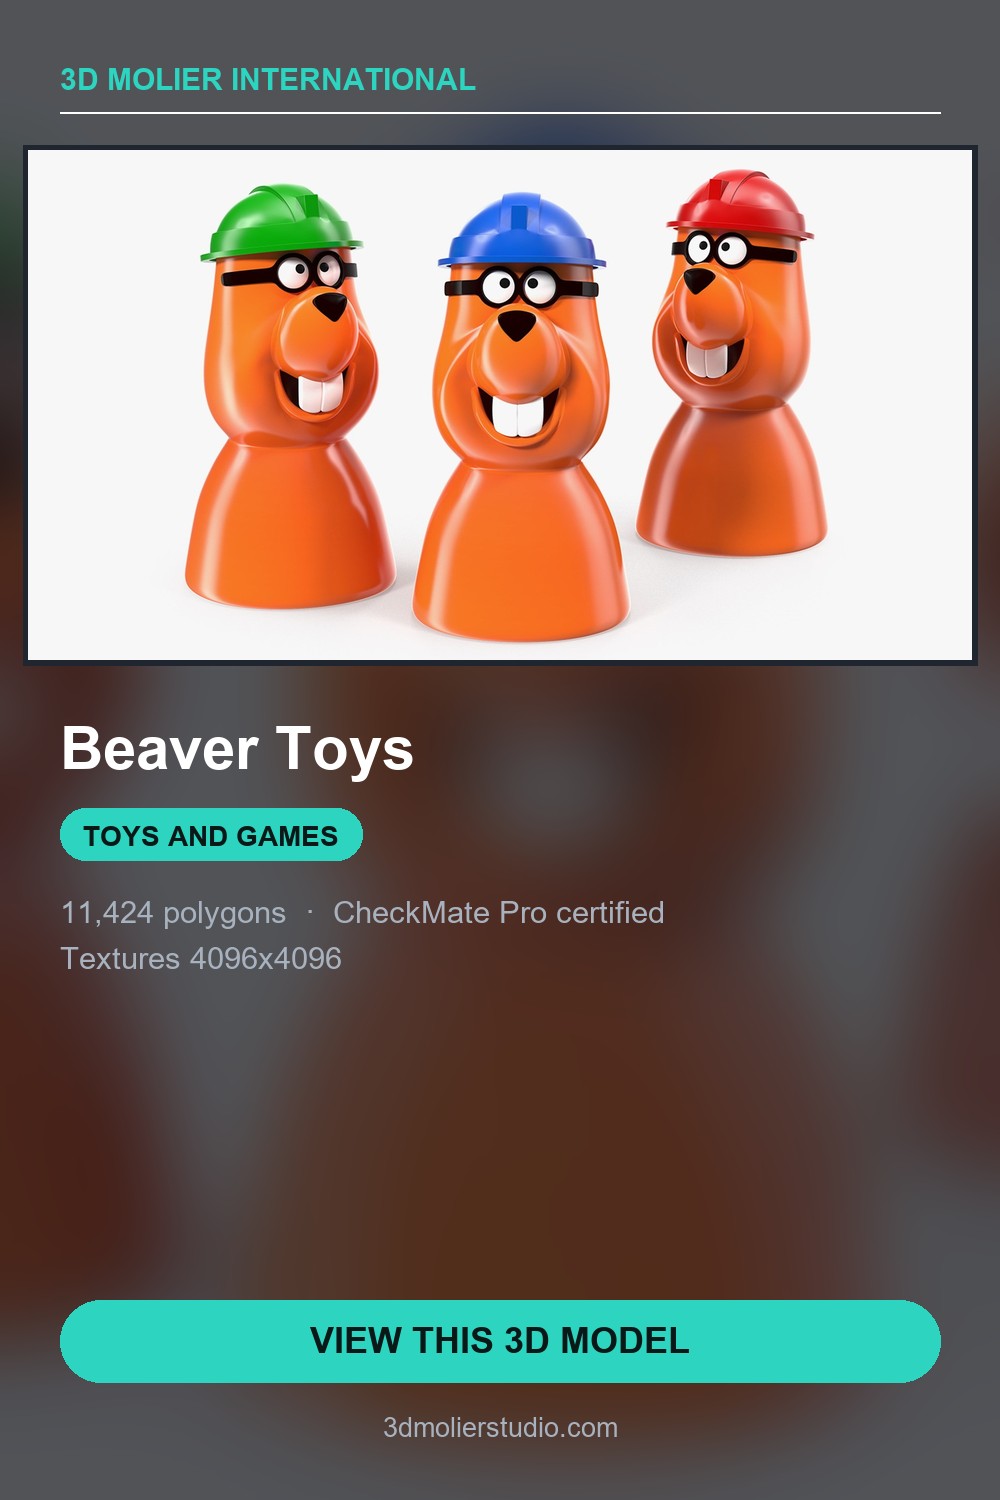 3D MOLIER INTERNATIONAL
Beaver Toys
TOYS AND GAMES
11,424 polygons · CheckMate Pro certified
Textures 4096x4096
VIEW THIS 3D MODEL
3dmolierstudio.com